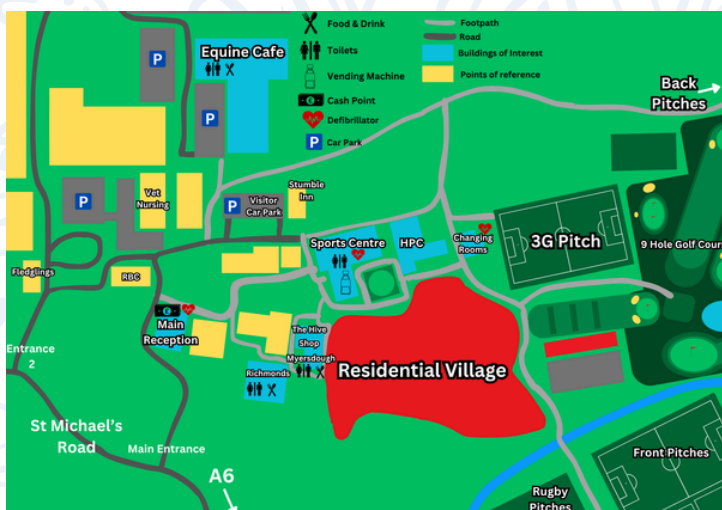 Food & Drink
Toilets
Vending Machine
Cash Point
Defibrillator
P Car Park
Footpath
Road
Buildings of Interest
Points of reference
P
Equine Cafe
P
Back
Pitches
P
Vet
Nursing
P
Visitor
Car Park
Stumble
Inn
Sports Centre
HPC
Changing
Rooms
3G Pitch
9 Hole Golf Cours
Fledglings
RBC
£
Main
Reception
The Hive
Shop
Myersdough
Richmonds
Residential Village
Entrance
2
St Michael's
Road
Main Entrance
A6
Front Pitches
Rugby
Pitches